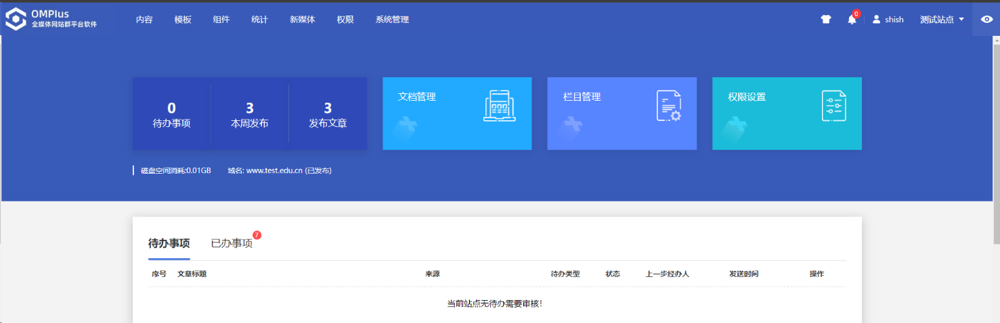 OMPlus
全媒体网站群平台软件
内容 模板 组件 统计 新媒体 权限 系统管理 0 shish 测试站点
0 3 3
待办事项 本周发布 发布文章
文档管理 栏目管理 权限设置
磁盘空间消耗:0.01GB 域名: www.test.edu.cn (已发布)
待办事项 已办事项 7
序号 文章标题 来源 待办类型 状态 上一步经办人 发送时间 操作
当前站点无待办需要审核！